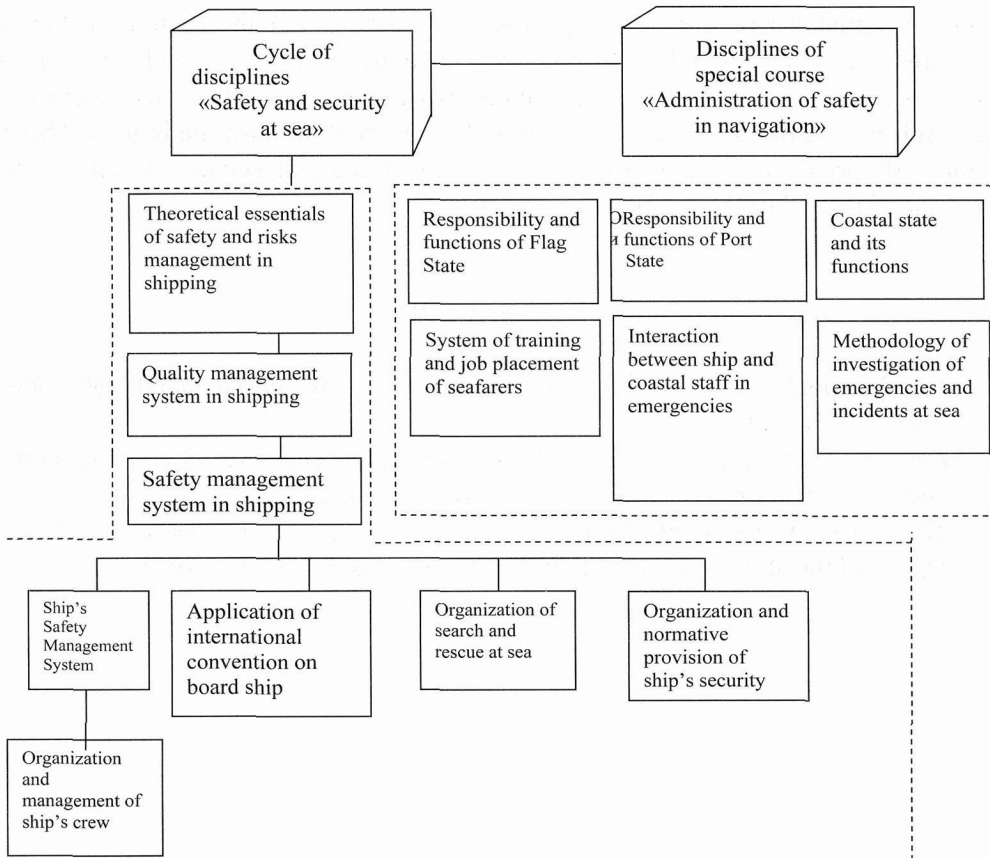 Cycle of
disciplines
«Safety and security
at sea»
Disciplines of
special course
«Administration of safety
in navigation»
Theoretical essentials
of safety and risks
management in
shipping
Responsibility and
functions of Flag
State
ОResponsibility and
и functions of Port
State
Coastal state
and its
functions
Quality management
system in shipping
System of training
and job placement
of seafarers
Interaction
between ship and
coastal staff in
emergencies
Methodology of
investigation of
emergencies and
incidents at sea
Safety management
system in shipping
Ship's
Safety
Management
System
Application of
international
convention on
board ship
Organization of
search and
rescue at sea
Organization and
normative
provision of
ship's security
Organization
and
management of
ship's crew